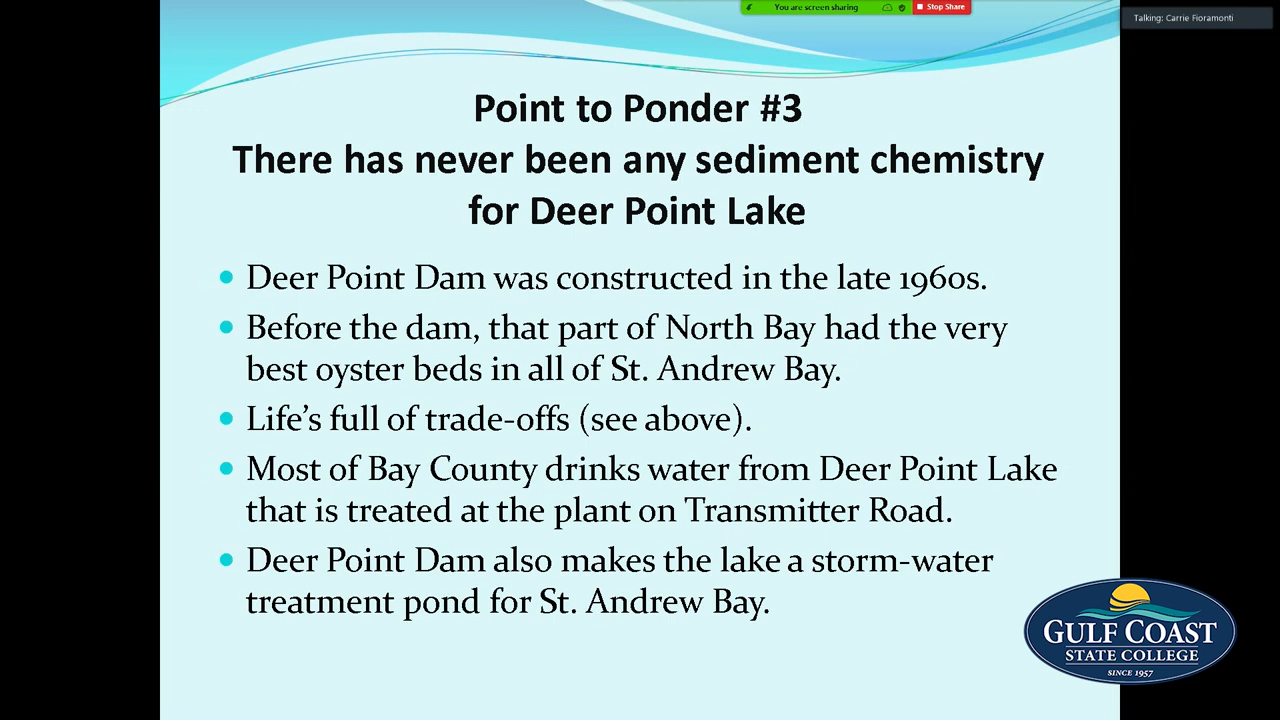 You are screen sharing
Stop Share
Talking: Carrie Fioramonti
Point to Ponder #3
There has never been any sediment chemistry
for Deer Point Lake
• Deer Point Dam was constructed in the late 1960s.
• Before the dam, that part of North Bay had the very
best oyster beds in all of St. Andrew Bay.
• Life's full of trade-offs (see above).
• Most of Bay County drinks water from Deer Point Lake
that is treated at the plant on Transmitter Road.
• Deer Point Dam also makes the lake a storm-water
treatment pond for St. Andrew Bay.
GULF COAST
STATE COLLEGE
SINCE 1957